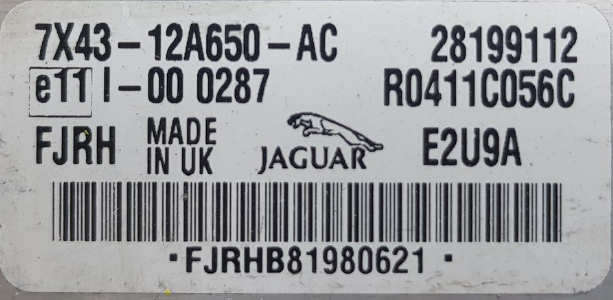 7X43-12A650-AC 28199112
e11 I-00 0287 R0411C056C
FJRH MADE IN UK JAGUAR E2U9A
·FJRHB81980621·